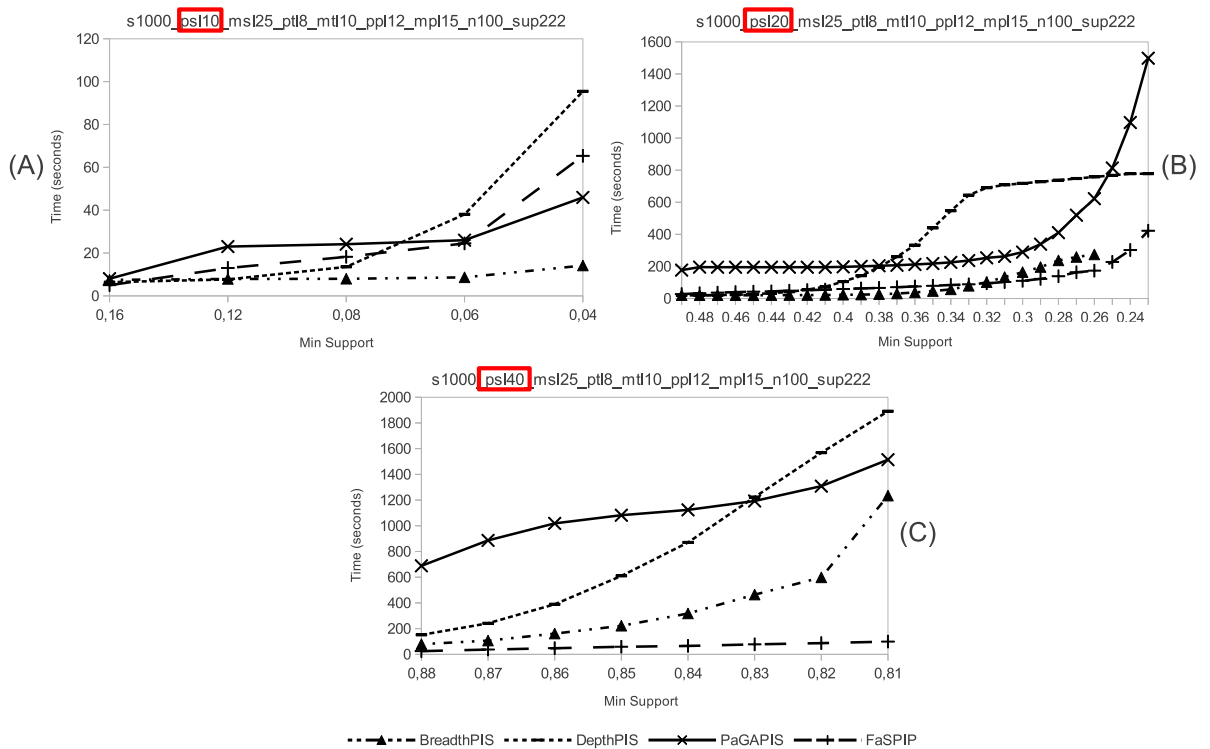 s1000_psl10_msl25_ptl8_mtl10_ppl12_mpl15_n100_sup222
120
100
80
60
40
20
0
Time (seconds)
0,16 0,12 0,08 0,06 0,04
Min Support
(A)
s1000_psl20_msl25_ptl8_mtl10_ppl12_mpl15_n100_sup222
1600
1400
1200
1000
800
600
400
200
0
Time (seconds)
0.48 0.46 0.44 0.42 0.4 0.38 0.36 0.34 0.32 0.3 0.28 0.26 0.24
Min Support
(B)
s1000_psl40_msl25_ptl8_mtl10_ppl12_mpl15_n100_sup222
2000
1800
1600
1400
1200
1000
800
600
400
200
0
Time (seconds)
0,88 0,87 0,86 0,85 0,84 0,83 0,82 0,81
Min Support
(C)
BreadthPIS DepthPIS PaGAPIS FaSPIP